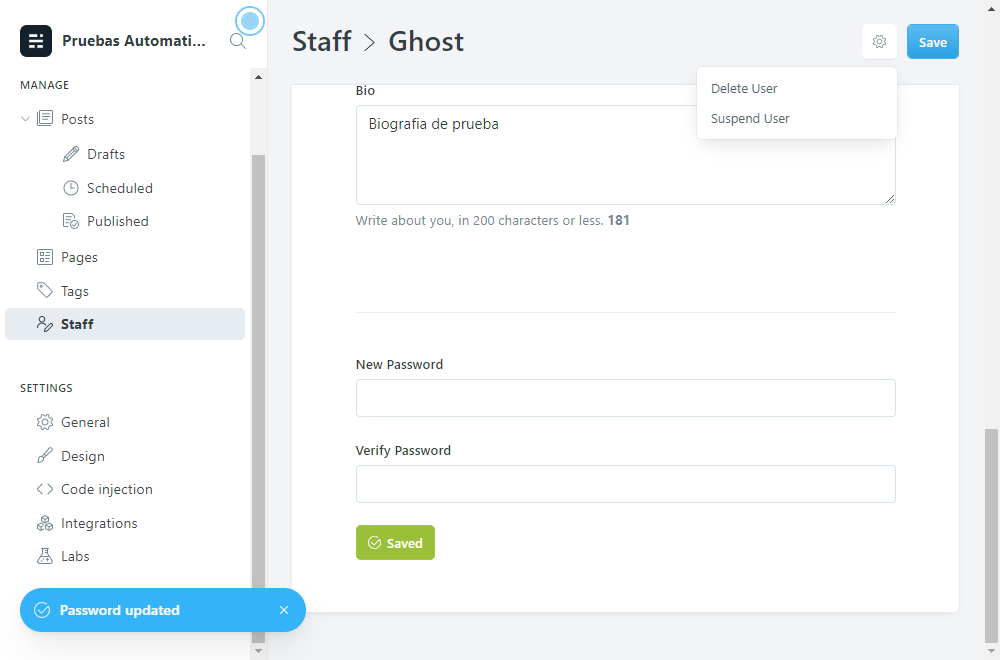 Pruebas Automati...
MANAGE
Posts
Drafts
Scheduled
Published
Pages
Tags
Staff
SETTINGS
General
Design
Code injection
Integrations
Labs
Password updated
Staff > Ghost
Save
Delete User
Suspend User
Bio
Biografia de prueba
Write about you, in 200 characters or less. 181
New Password
Verify Password
Saved